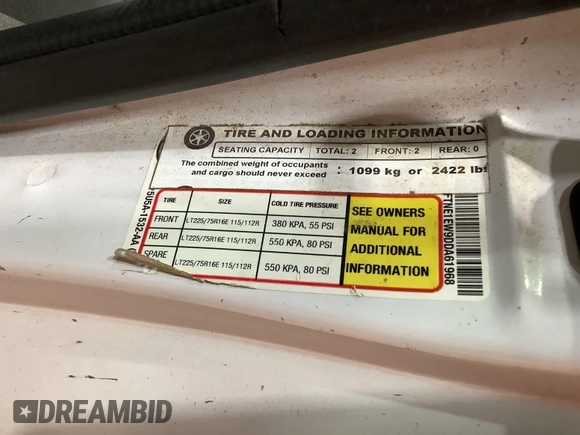 TIRE AND LOADING INFORMATION
SEATING CAPACITY TOTAL: 2 FRONT: 2 REAR: 0
The combined weight of occupants and cargo should never exceed : 1099 kg or 2422 lbs
TIRE SIZE COLD TIRE PRESSURE
FRONT LT225/75R16E 115/112R 380 KPA, 55 PSI
REAR LT225/75R16E 115/112R 550 KPA, 80 PSI
SPARE LT225/75R16E 115/112R 550 KPA, 80 PSI
SEE OWNERS
MANUAL FOR
ADDITIONAL
INFORMATION
5USA-1532-AA
FTNE1EW9DDA61968
DREAMBID